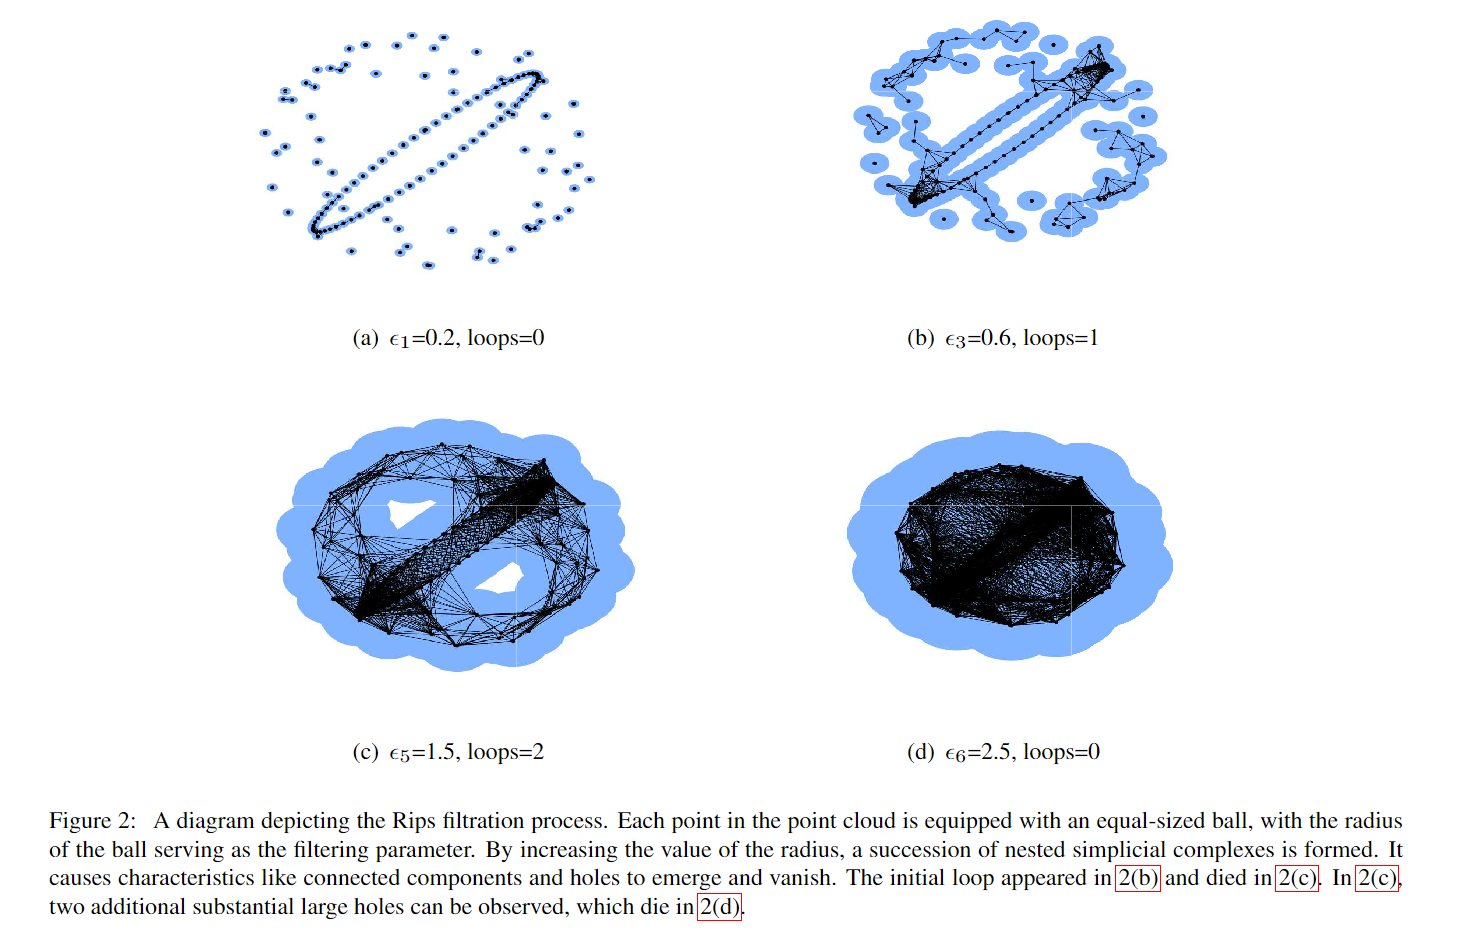 (a) ϵ1=0.2, loops=0
(b) ϵ3=0.6, loops=1
(c) ϵ5=1.5, loops=2
(d) ϵ6=2.5, loops=0
Figure 2: A diagram depicting the Rips filtration process. Each point in the point cloud is equipped with an equal-sized ball, with the radius
of the ball serving as the filtering parameter. By increasing the value of the radius, a succession of nested simplicial complexes is formed. It
causes characteristics like connected components and holes to emerge and vanish. The initial loop appeared in 2(b) and died in 2(c). In 2(c),
two additional substantial large holes can be observed, which die in 2(d).